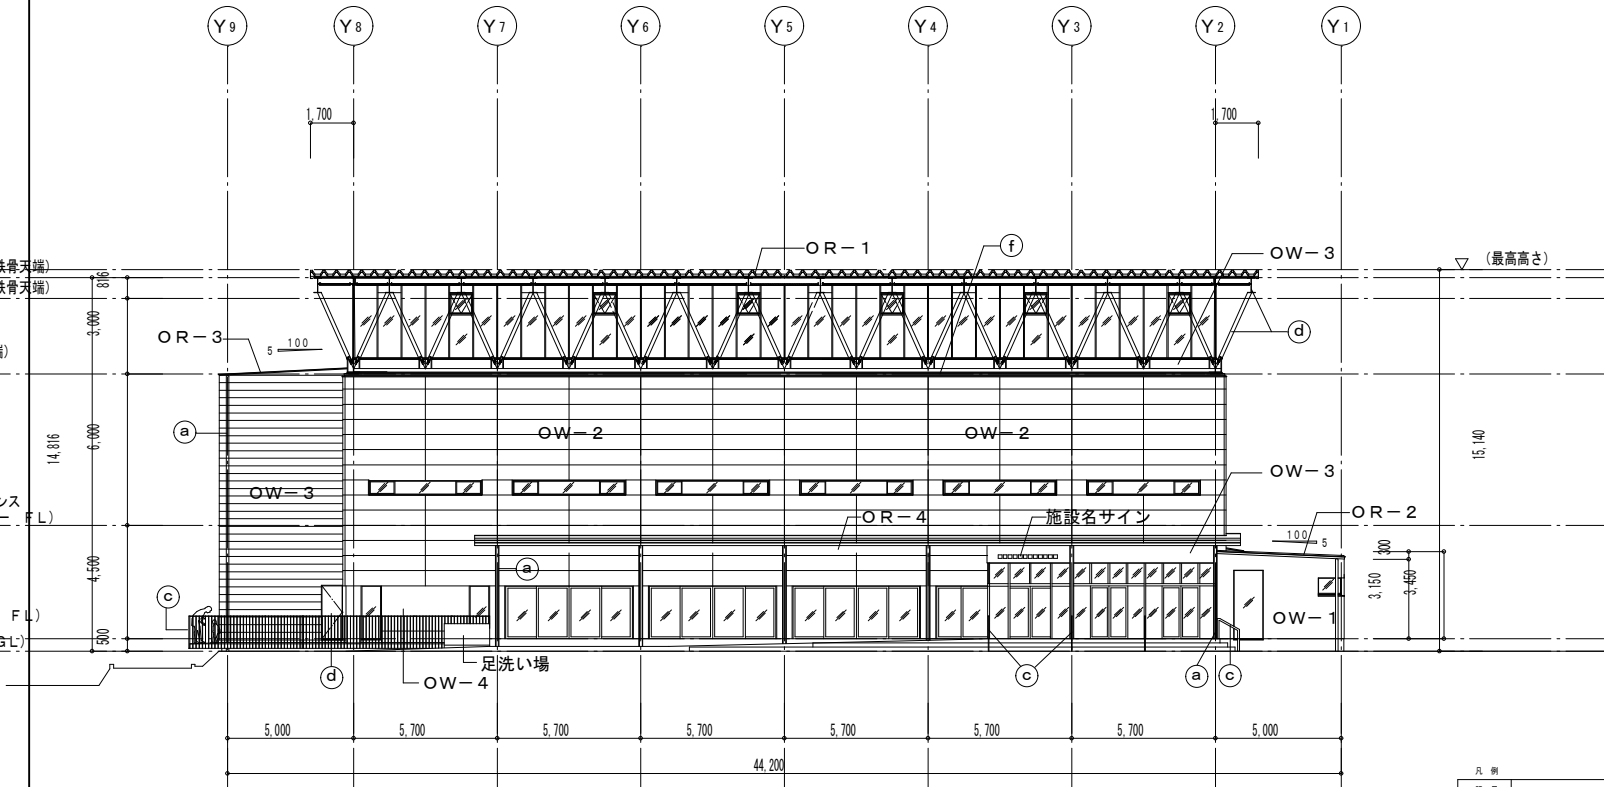 Y9 Y8 Y7 Y6 Y5 Y4 Y3 Y2 Y1
1,700 1,700
OR－1 f OW－3 (最高高さ)
鉄骨天端)
鉄骨天端)
816
3,000
OR－3 5 100 d
端)
a 14,816 6,000 OW－2 OW－2 15,140
OW－3 OW－3
ンス
ー FL)
OR－4 施設名サイン OR－2
100 5
4,500 a 300 3,150 3,450
c OW－1
FL)
GL) 500
足洗い場
d OW－4 c a c
5,000 5,700 5,700 5,700 5,700 5,700 5,700 5,000
44,200
凡 例